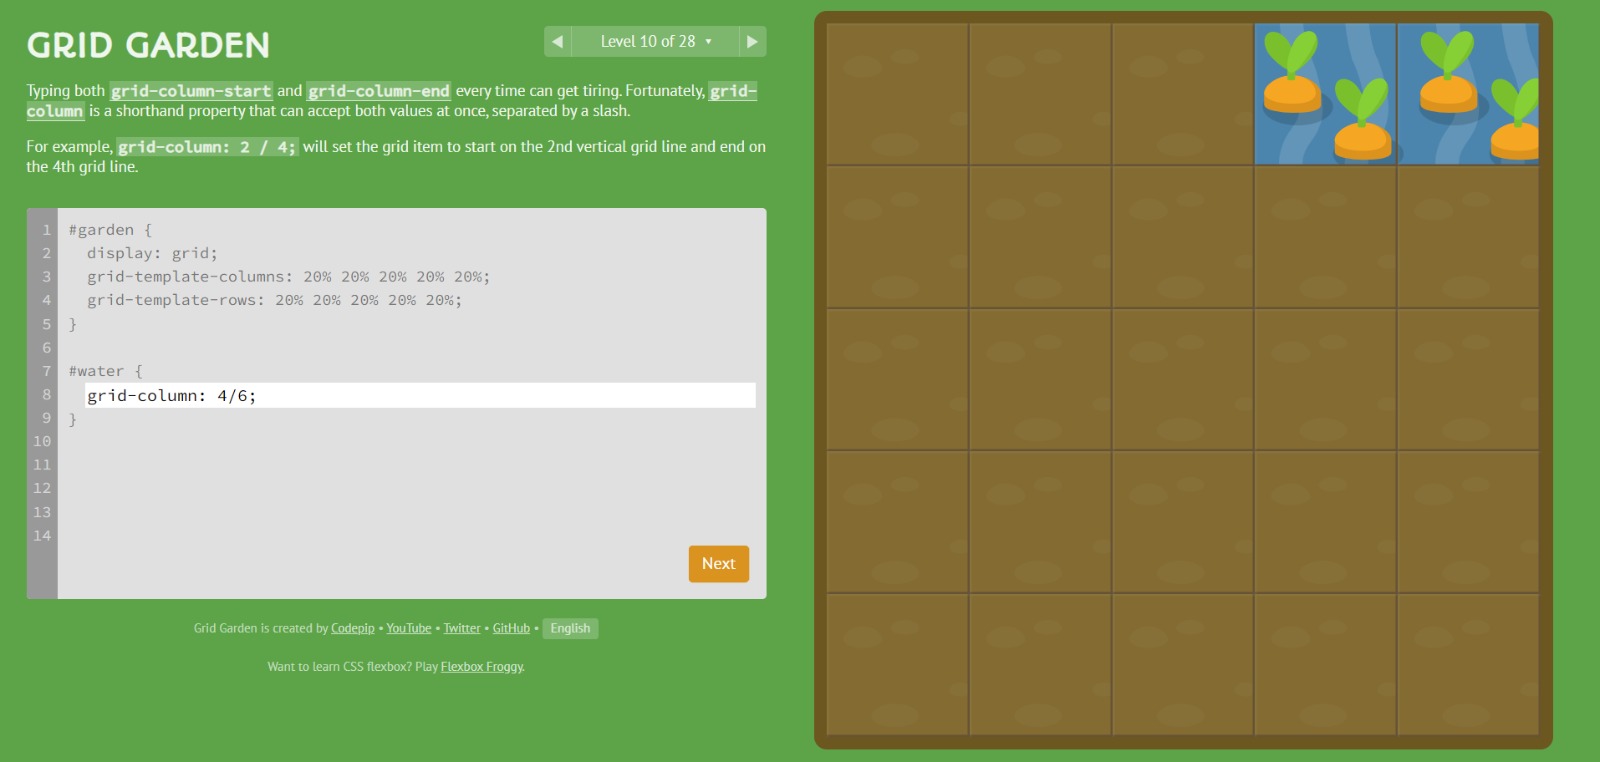 GRID GARDEN
Level 10 of 28
Typing both grid-column-start and grid-column-end every time can get tiring. Fortunately, grid-
column is a shorthand property that can accept both values at once, separated by a slash.
For example, grid-column: 2 / 4; will set the grid item to start on the 2nd vertical grid line and end on
the 4th grid line.
1 #garden {
2 display: grid;
3 grid-template-columns: 20% 20% 20% 20% 20%;
4 grid-template-rows: 20% 20% 20% 20% 20%;
5 }
6
7 #water {
8 grid-column: 4/6;
9 }
10
11
12
13
14
Next
Grid Garden is created by Codepip • YouTube • Twitter • GitHub • English
Want to learn CSS flexbox? Play Flexbox Froggy.